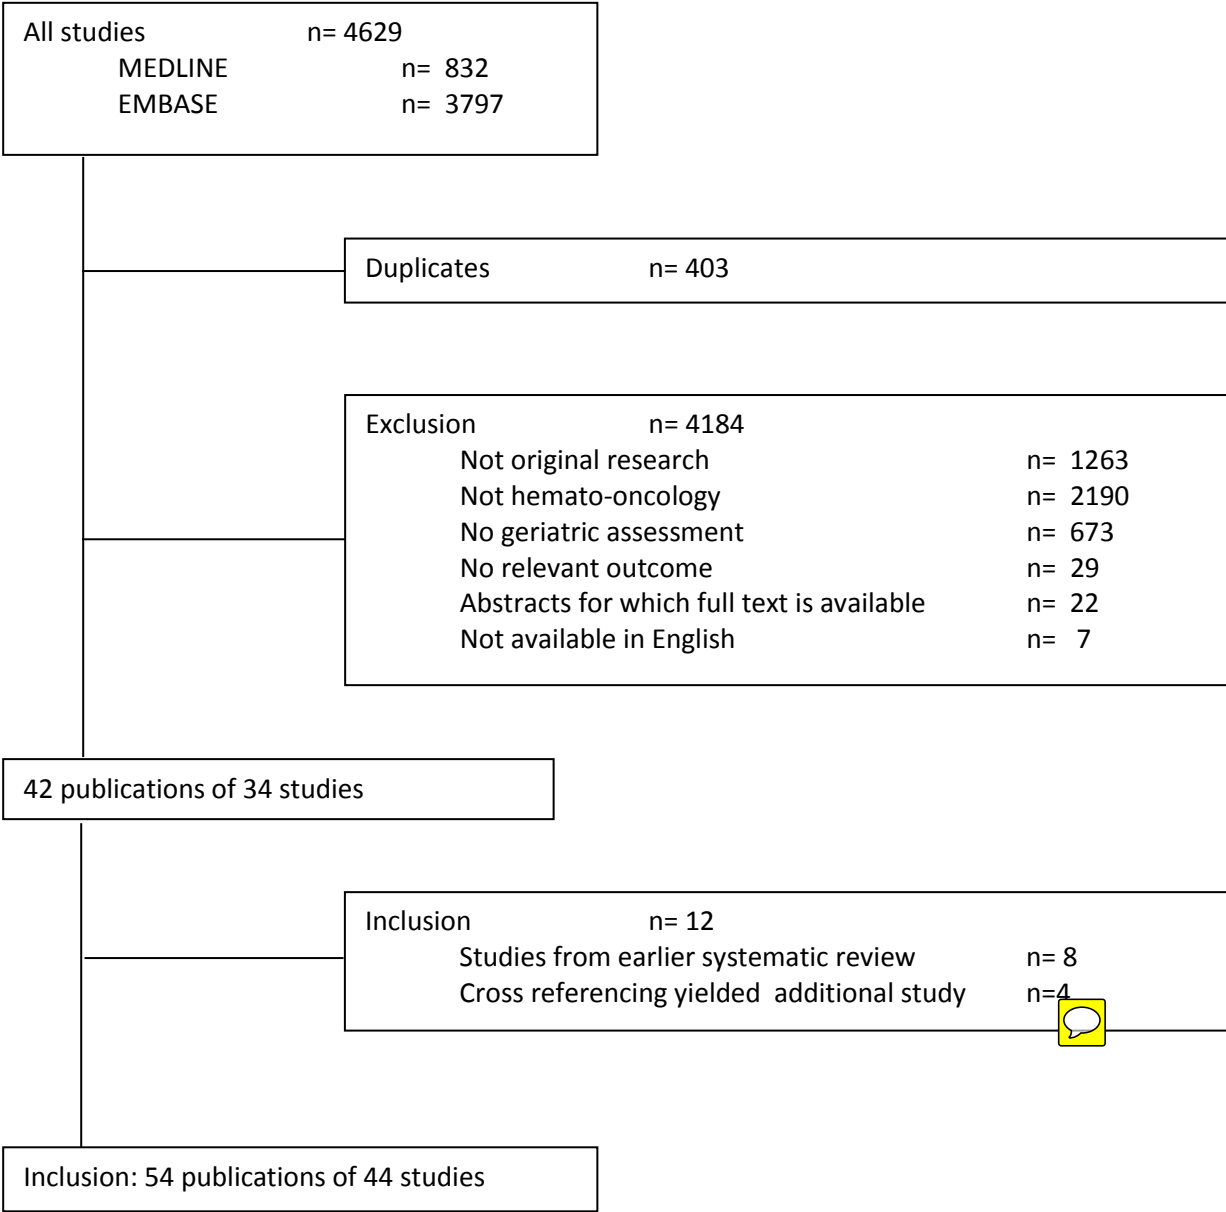 All studies n= 4629
MEDLINE n= 832
EMBASE n= 3797
Duplicates n= 403
Exclusion n= 4184
Not original research n= 1263
Not hemato-oncology n= 2190
No geriatric assessment n= 673
No relevant outcome n= 29
Abstracts for which full text is available n= 22
Not available in English n= 7
42 publications of 34 studies
Inclusion n= 12
Studies from earlier systematic review n= 8
Cross referencing yielded additional study n=4
Inclusion: 54 publications of 44 studies